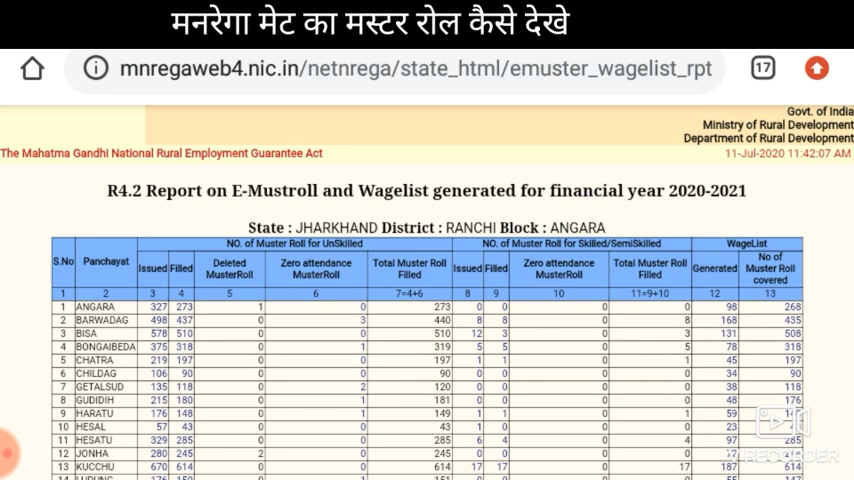 मनरेगा मेट का मस्टर रोल कैसे देखे
mnregaweb4.nic.in/netnrega/state_html/emuster_wagelist_rpt
17
Govt. of India
Ministry of Rural Development
Department of Rural Development
The Mahatma Gandhi National Rural Employment Guarantee Act 11-Jul-2020 11:42:07 AM
R4.2 Report on E-Mustroll and Wagelist generated for financial year 2020-2021
State : JHARKHAND District : RANCHI Block : ANGARA
S.No Panchayat NO. of Muster Roll for UnSkilled NO. of Muster Roll for Skilled/SemiSkilled WageList
Issued Filled Deleted MusterRoll Zero attendance MusterRoll Total Muster Roll Filled Issued Filled Zero attendance MusterRoll Total Muster Roll Filled Generated No of Muster Roll covered
1 2 3 4 5 6 7=4+6 8 9 10 11=9+10 12 13
1 ANGARA 327 273 1 0 273 0 0 0 0 98 268
2 BARWADAG 498 437 0 3 440 8 8 0 8 168 435
3 BISA 578 510 0 0 510 12 3 0 3 131 508
4 BONGAIBEDA 375 318 0 1 319 5 5 0 5 78 318
5 CHATRA 219 197 0 0 197 1 1 0 1 45 197
6 CHILDAG 106 90 0 0 90 0 0 0 0 34 90
7 GETALSUD 135 118 0 2 120 0 0 0 0 38 118
8 GUDIDIH 215 180 0 1 181 0 0 0 0 48 176
9 HARATU 176 148 0 1 149 1 1 0 1 59
10 HESAL 57 43 0 0 43 1 0 0 0 23
11 HESATU 329 285 0 0 285 6 4 0 4 97 285
12 JONHA 280 245 2 0 245 0 0 0 0
13 KUCCHU 670 614 0 0 614 17 17 0 17 187 614
RECORDER